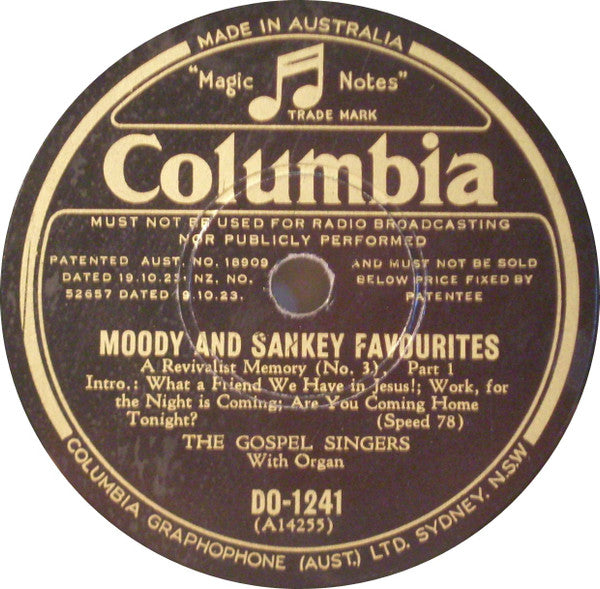 MADE IN AUSTRALIA
"Magic Notes"
TRADE MARK
Columbia
MUST NOT BE USED FOR RADIO BROADCASTING
NOR PUBLICLY PERFORMED
PATENTED AUST. NO. 18909
DATED 19.10.23. NZ. NO.
52657 DATED 19.10.23.
AND MUST NOT BE SOLD
BELOW PRICE FIXED BY
PATENTEE
MOODY AND SANKEY FAVOURITES
A Revivalist Memory (No. 3). Part 1
Intro.: What a Friend We Have in Jesus!; Work, for
the Night is Coming; Are You Coming Home
Tonight? (Speed 78)
THE GOSPEL SINGERS
With Organ
DO-1241
(A14255)
COLUMBIA GRAPHOPHONE (AUST.) LTD. SYDNEY. N.S.W